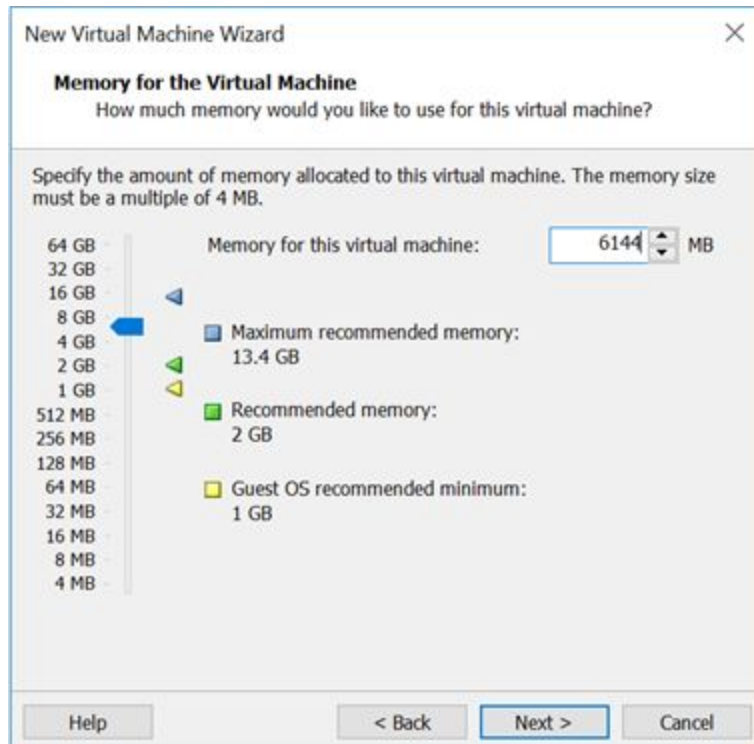 New Virtual Machine Wizard
Memory for the Virtual Machine
How much memory would you like to use for this virtual machine?
Specify the amount of memory allocated to this virtual machine. The memory size
must be a multiple of 4 MB.
Memory for this virtual machine: 6144 MB
64 GB
32 GB
16 GB
8 GB
4 GB
2 GB
1 GB
512 MB
256 MB
128 MB
64 MB
32 MB
16 MB
8 MB
4 MB
Maximum recommended memory:
13.4 GB
Recommended memory:
2 GB
Guest OS recommended minimum:
1 GB
Help
< Back
Next >
Cancel